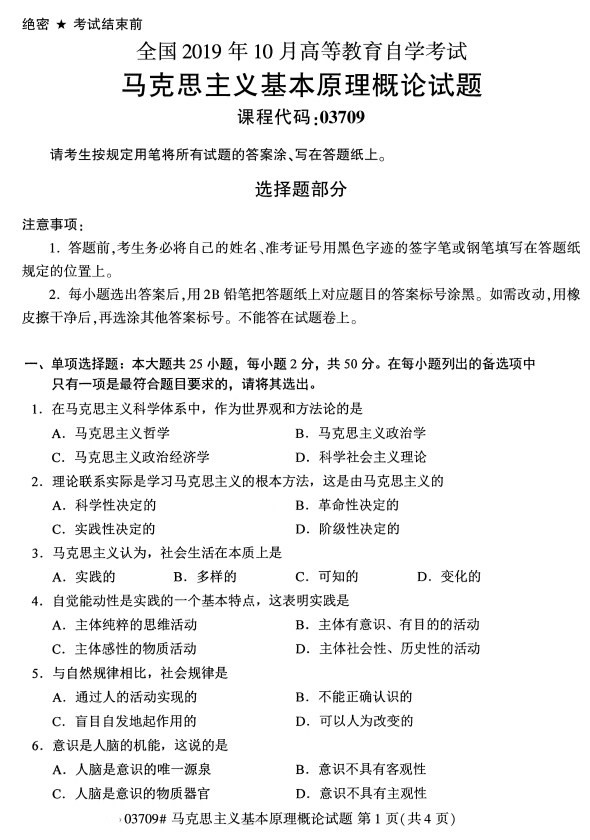 绝密 ★ 考试结束前
全国 2019 年 10 月高等教育自学考试
马克思主义基本原理概论试题
课程代码:03709
请考生按规定用笔将所有试题的答案涂、写在答题纸上。
选择题部分
注意事项:
1. 答题前,考生务必将自己的姓名、准考证号用黑色字迹的签字笔或钢笔填写在答题纸
规定的位置上。
2. 每小题选出答案后,用 2B 铅笔把答题纸上对应题目的答案标号涂黑。如需改动,用橡
皮擦干净后,再选涂其他答案标号。不能答在试题卷上。
一、单项选择题：本大题共 25 小题，每小题 2 分，共 50 分。在每小题列出的备选项中
只有一项是最符合题目要求的，请将其选出。
1．在马克思主义科学体系中，作为世界观和方法论的是
A．马克思主义哲学 B．马克思主义政治学
C．马克思主义政治经济学 D．科学社会主义理论
2．理论联系实际是学习马克思主义的根本方法，这是由马克思主义的
A．科学性决定的 B．革命性决定的
C．实践性决定的 D．阶级性决定的
3．马克思主义认为，社会生活在本质上是
A．实践的 B．多样的 C．可知的 D．变化的
4．自觉能动性是实践的一个基本特点，这表明实践是
A．主体纯粹的思维活动 B．主体有意识、有目的的活动
C．主体感性的物质活动 D．主体社会性、历史性的活动
5．与自然规律相比，社会规律是
A．通过人的活动实现的 B．不能正确认识的
C．盲目自发地起作用的 D．可以人为改变的
6．意识是人脑的机能，这说的是
A．人脑是意识的唯一源泉 B．意识不具有客观性
C．人脑是意识的物质器官 D．意识不具有主观性
03709# 马克思主义基本原理概论试题 第 1 页(共 4 页)